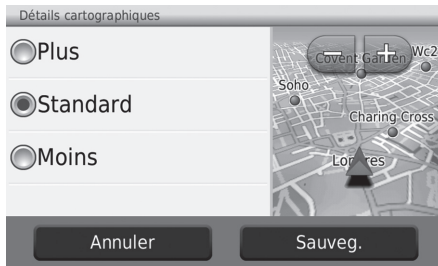 Détails cartographiques
Plus
Standard
Moins
Covent Garden
Wc2
Soho
Charing Cross
Londres
Annuler
Sauveg.